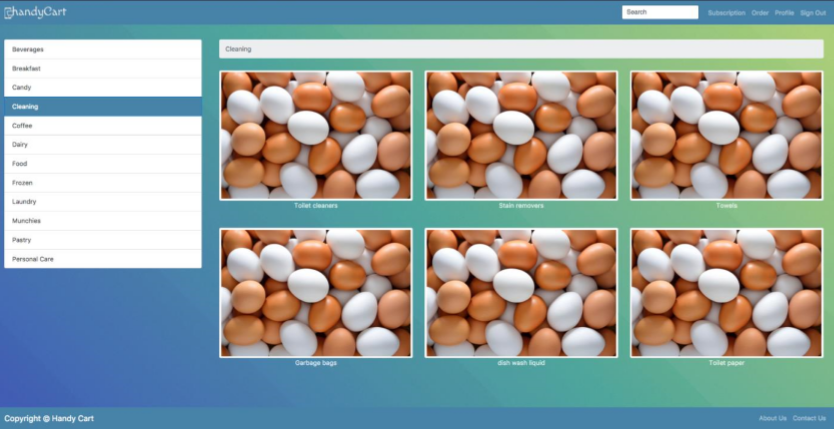 HandyCart
Search
Subscription
Order
Profile
Sign Out
Beverages
Breakfast
Candy
Cleaning
Coffee
Dairy
Food
Frozen
Laundry
Munchies
Pastry
Personal Care
Cleaning
Toilet cleaners
Stain removers
Towels
Garbage bags
dish wash liquid
Toilet paper
Copyright © Handy Cart
About Us
Contact Us